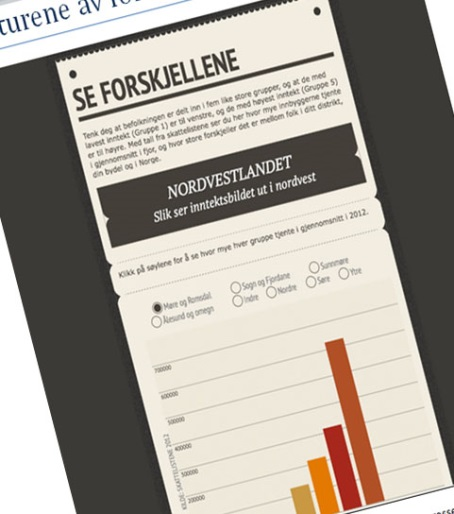 SE FORSKJELLENE
Tenk deg at befolkningen er delt inn i fem like store grupper, og at de med
lavest inntekt (Gruppe 1) er til venstre, og de med høyest inntekt (Gruppe 5)
er til høyre. Med tall fra skattelistene ser du her hvor mye innbyggerne tjente
i gjennomsnitt i fjor, og hvor store forskjeller det er mellom folk i ditt distrikt,
din bydel og i Norge.
NORDVESTLANDET
Slik ser inntektsbildet ut i nordvest
Klikk på søylene for å se hvor mye hver gruppe tjente i gjennomsnitt i 2012.
Møre og Romsdal
Sogn og Fjordane
Sunnmøre
Ålesund og omegn
Indre
Nordre
Søre
Ytre
700000
600000
500000
400000
300000
200000